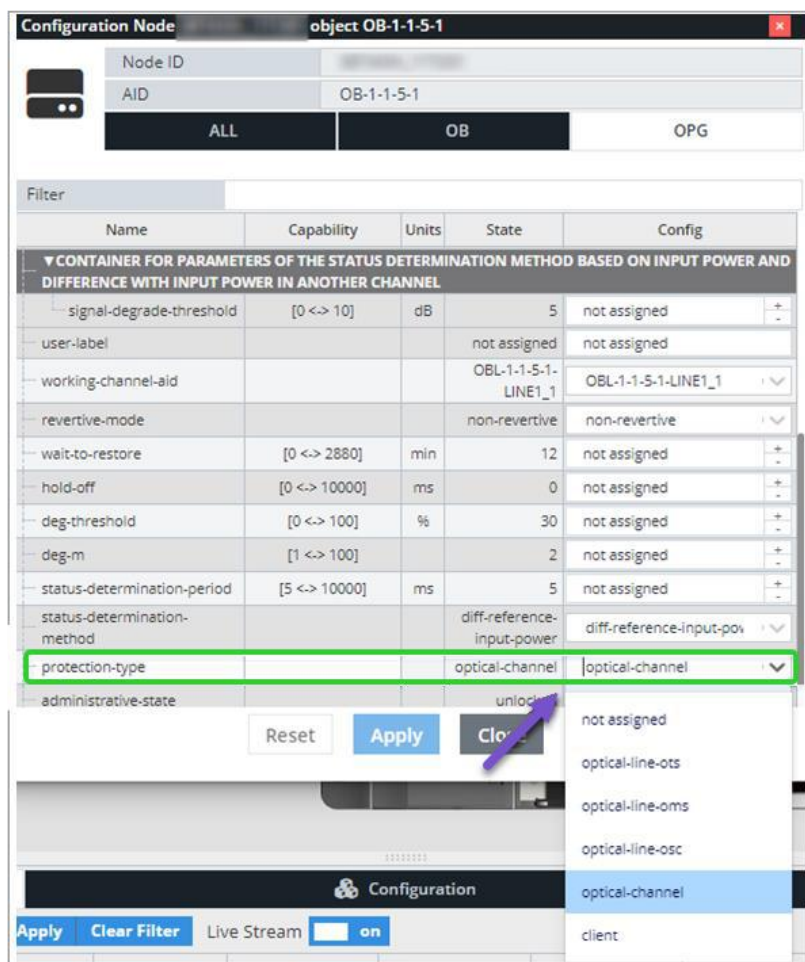 Configuration Node object OB-1-1-5-1
Node ID
AID OB-1-1-5-1
ALL OB OPG
Filter
Name Capability Units State Config
▼CONTAINER FOR PARAMETERS OF THE STATUS DETERMINATION METHOD BASED ON INPUT POWER AND
DIFFERENCE WITH INPUT POWER IN ANOTHER CHANNEL
signal-degrade-threshold [0 <-> 10] dB 5 not assigned
user-label not assigned not assigned
working-channel-aid OBL-1-1-5-1-
LINE1_1 OBL-1-1-5-1-LINE1_1
revertive-mode non-revertive non-revertive
wait-to-restore [0 <-> 2880] min 12 not assigned
hold-off [0 <-> 10000] ms 0 not assigned
deg-threshold [0 <-> 100] % 30 not assigned
deg-m [1 <-> 100] 2 not assigned
status-determination-period [5 <-> 10000] ms 5 not assigned
status-determination-
method diff-reference-
input-power diff-reference-input-pow
protection-type optical-channel optical-channel
administrative-state
Reset Apply
not assigned
optical-line-ots
optical-line-oms
optical-line-osc
optical-channel
client
Configuration
Apply Clear Filter Live Stream on